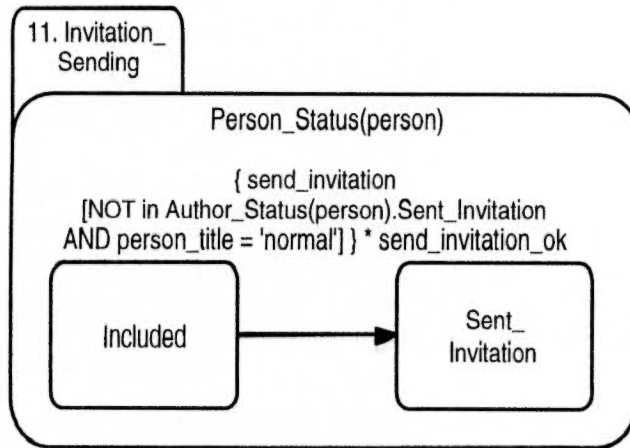 11. Invitation_
Sending
Person_Status(person)
{ send_invitation
[NOT in Author_Status(person).Sent_Invitation
AND person_title = 'normal'] } * send_invitation_ok
Included
Sent_
Invitation